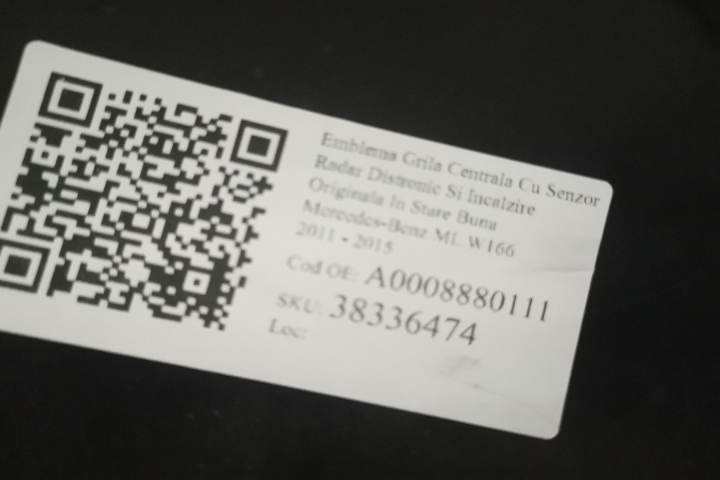 Emblema Grila Centrala Cu Senzor
Radar Distronic Si Incalzire
Originala In Stare Buna
Mercedes-Benz ML W166
2011 - 2015
Cod OE: A0008880111
SKU: 38336474
Loc: